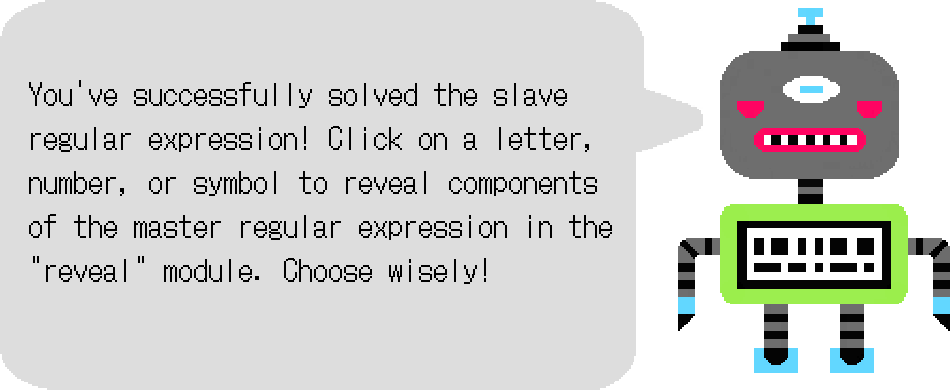 You've successfully solved the slave
regular expression! Click on a letter,
number, or symbol to reveal components
of the master regular expression in the
"reveal" module. Choose wisely!